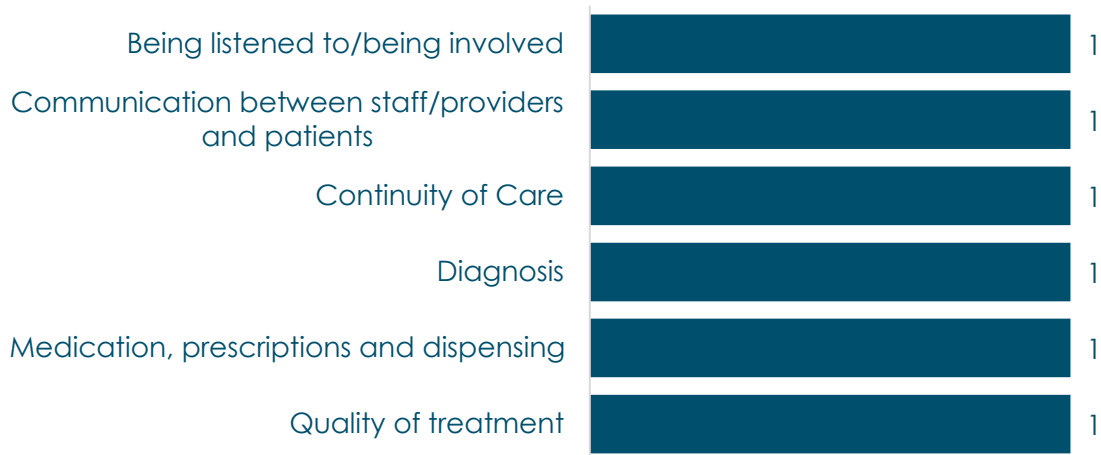 Being listened to/being involved
1
Communication between staff/providers
and patients
1
Continuity of Care
1
Diagnosis
1
Medication, prescriptions and dispensing
1
Quality of treatment
1